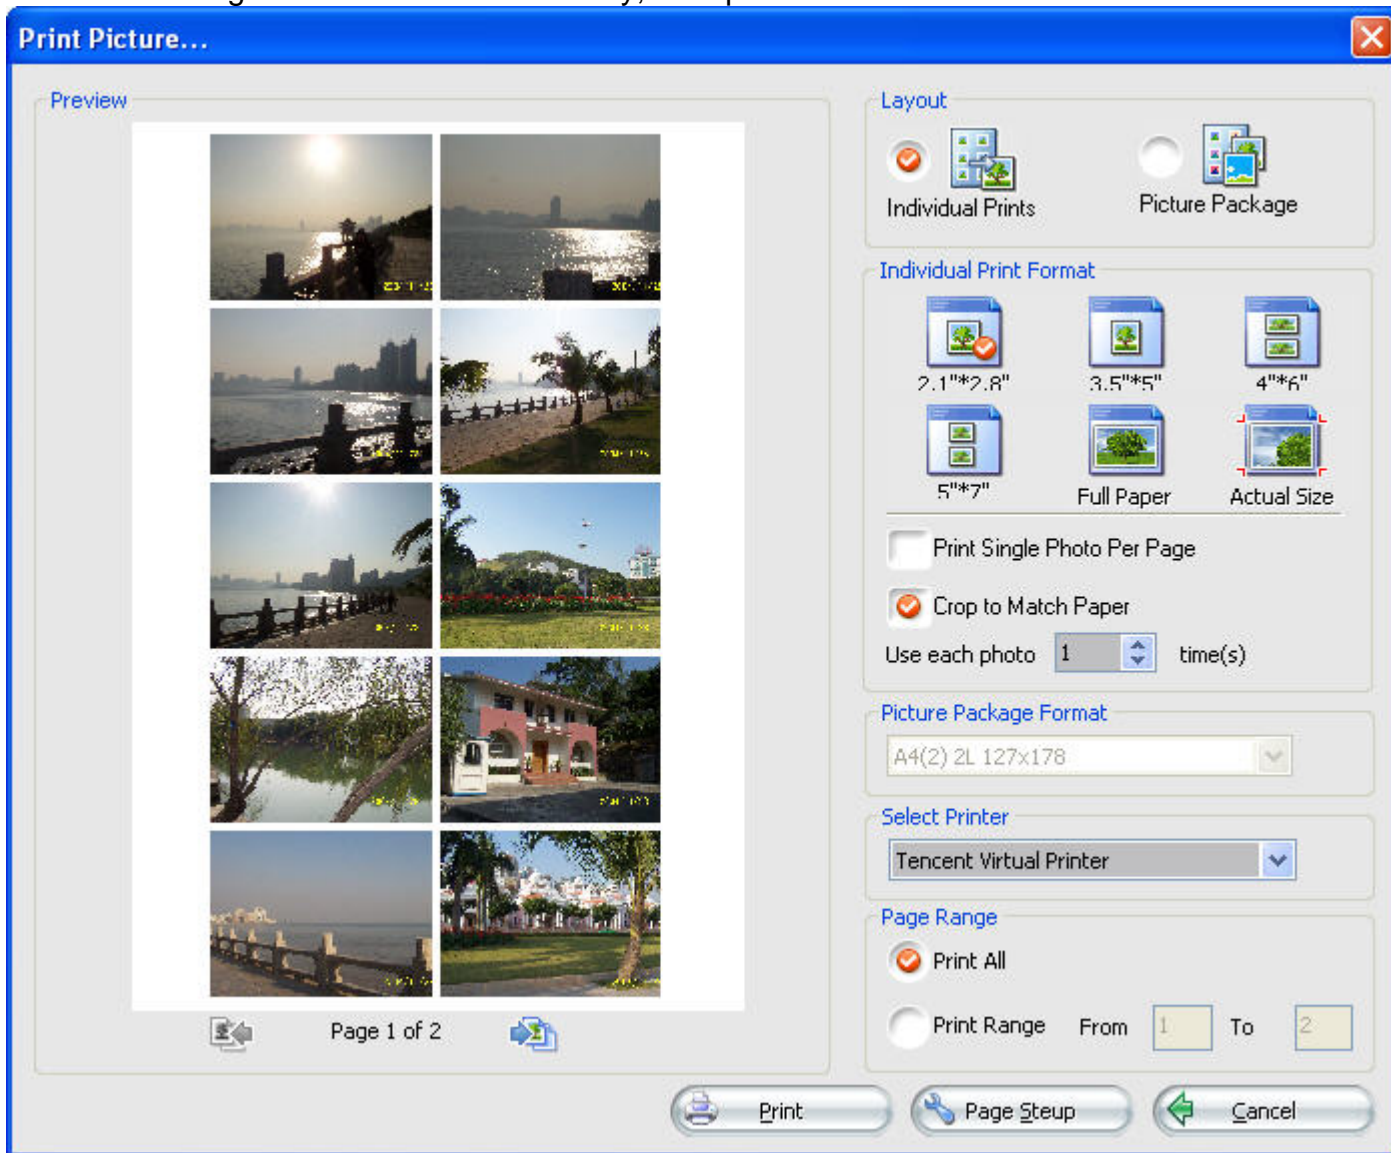 Print Picture...
Preview
Page 1 of 2
Layout
Individual Prints
Picture Package
Individual Print Format
2.1"*2.8"
3.5"*5"
4"*6"
5"*7"
Full Paper
Actual Size
Print Single Photo Per Page
Crop to Match Paper
Use each photo 1 time(s)
Picture Package Format
A4(2) 2L 127x178
Select Printer
Tencent Virtual Printer
Page Range
Print All
Print Range From 1 To 2
Print
Page Steup
Cancel